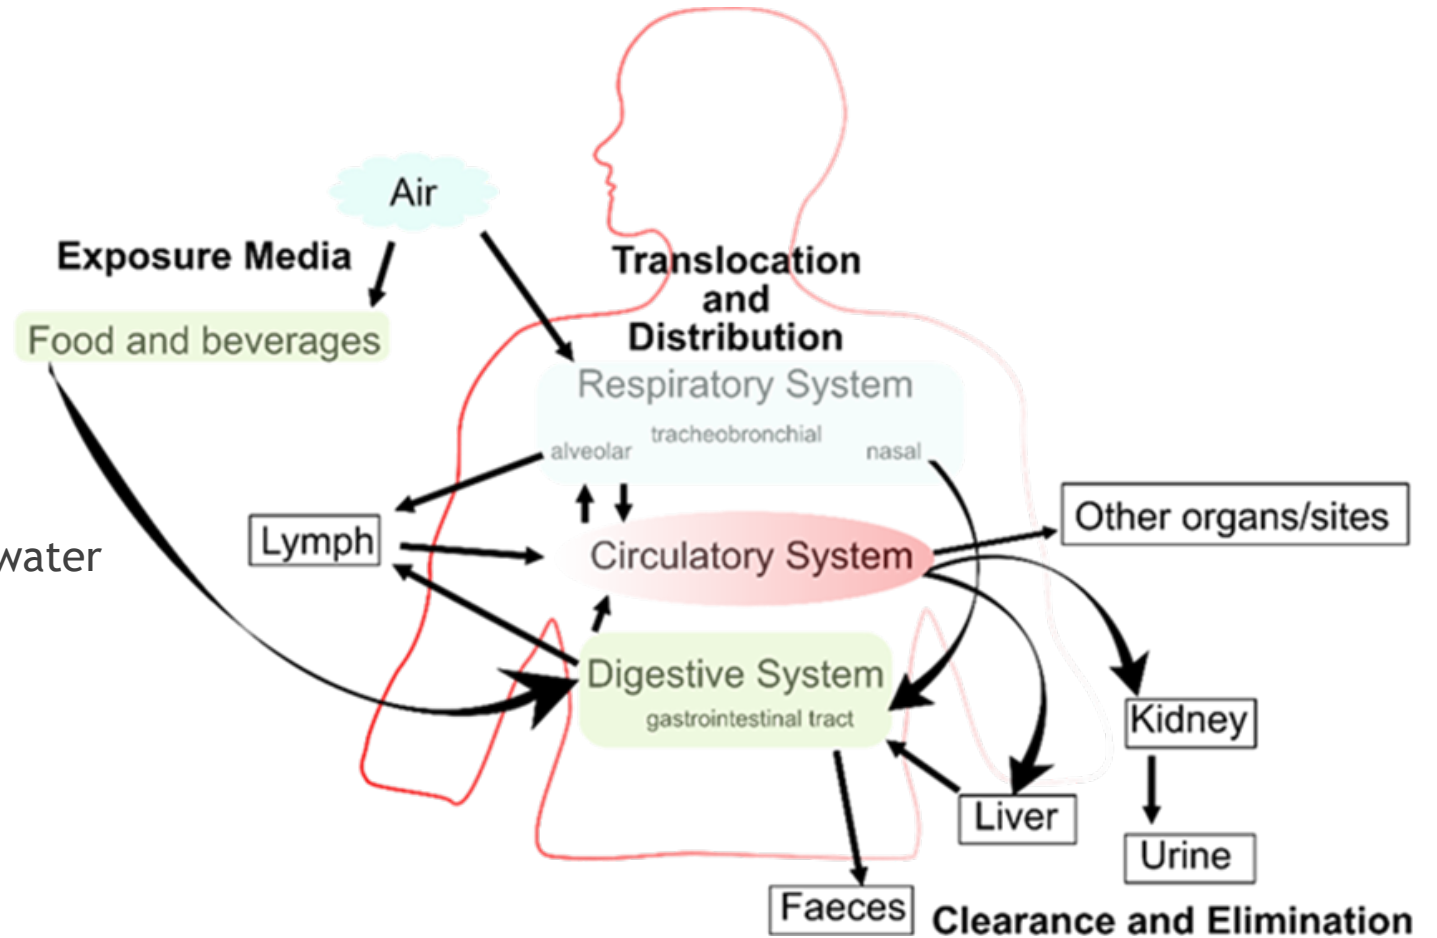 Air
Exposure Media
Food and beverages
Translocation
and
Distribution
Respiratory System
tracheobronchial
alveolar
nasal
Lymph
water
Circulatory System
Other organs/sites
Digestive System
gastrointestinal tract
Kidney
Liver
Urine
Faeces
Clearance and Elimination